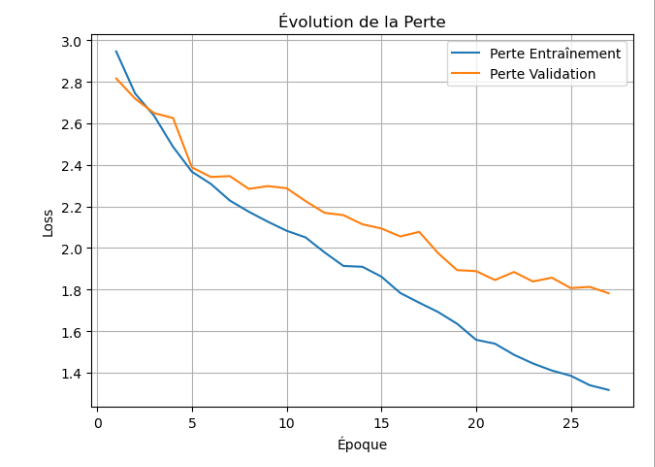 Évolution de la Perte
Perte Entraînement
Perte Validation
3.0
2.8
2.6
2.4
2.2
2.0
1.8
1.6
1.4
Loss
0 5 10 15 20 25
Époque